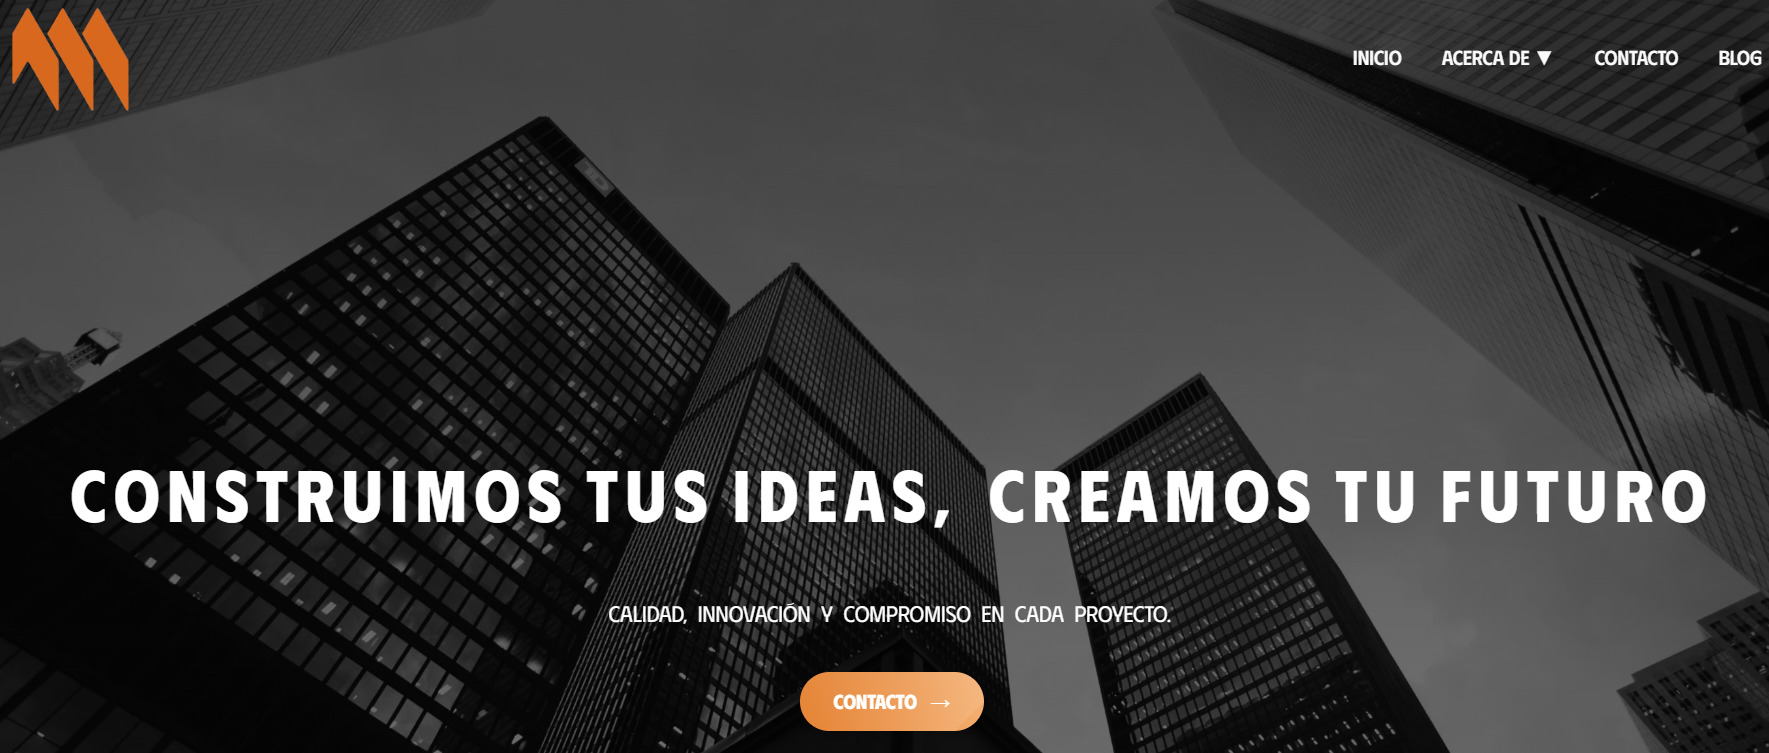 INICIO
ACERCA DE ▼
CONTACTO
BLOG
CONSTRUIMOS TUS IDEAS, CREAMOS TU FUTURO
CALIDAD, INNOVACIÓN Y COMPROMISO EN CADA PROYECTO.
CONTACTO →